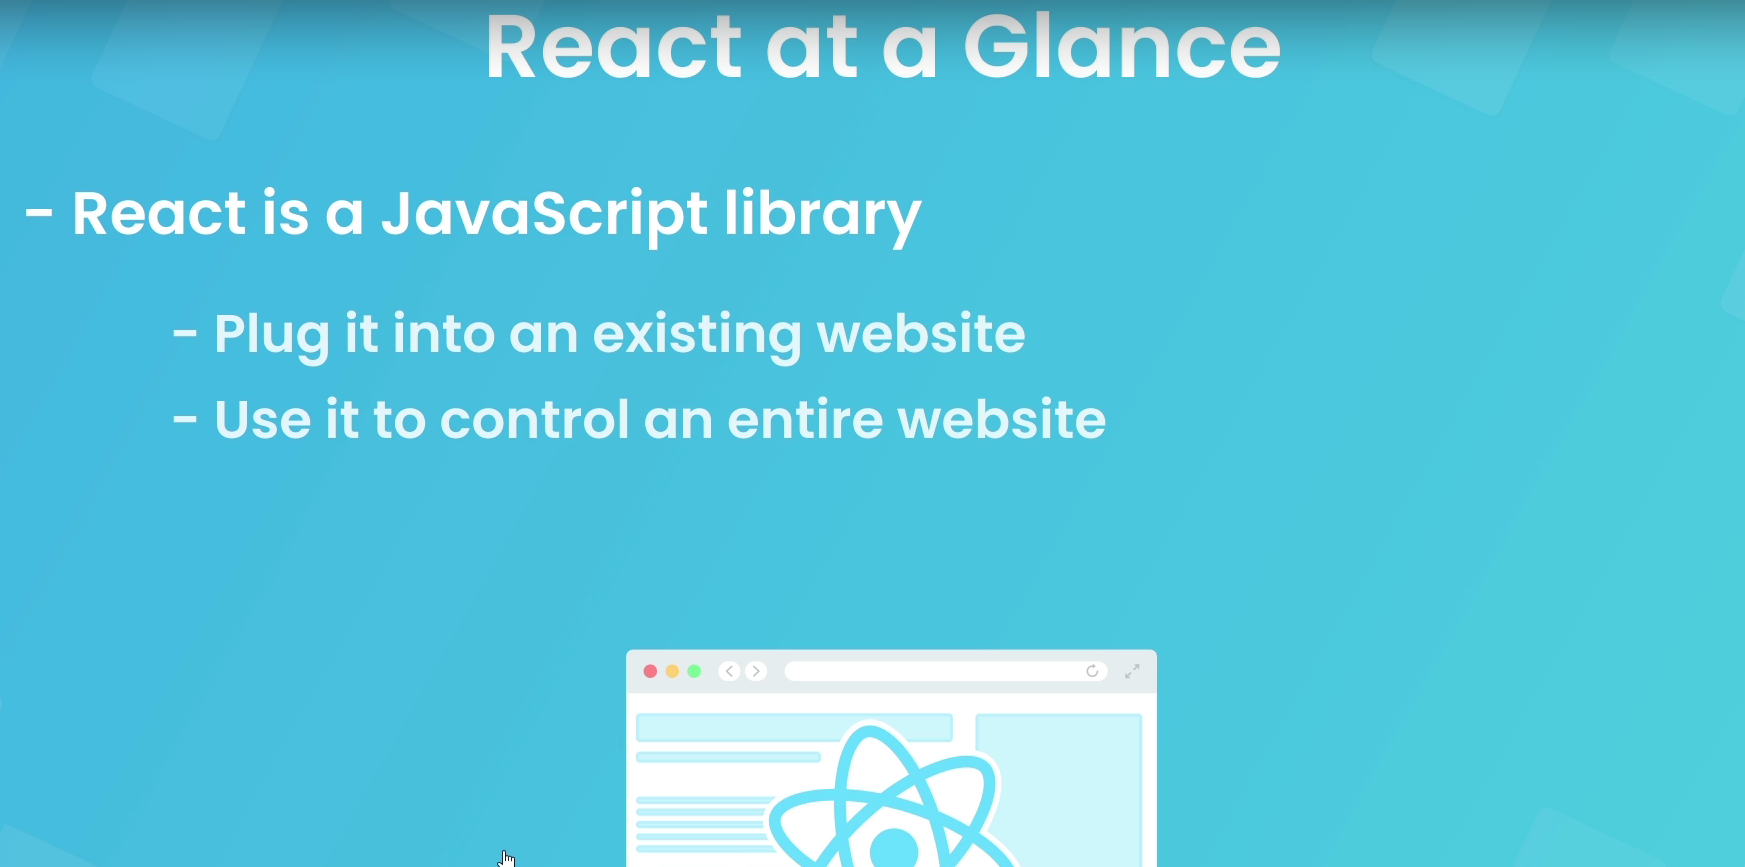 React at a Glance
- React is a JavaScript library
- Plug it into an existing website
- Use it to control an entire website